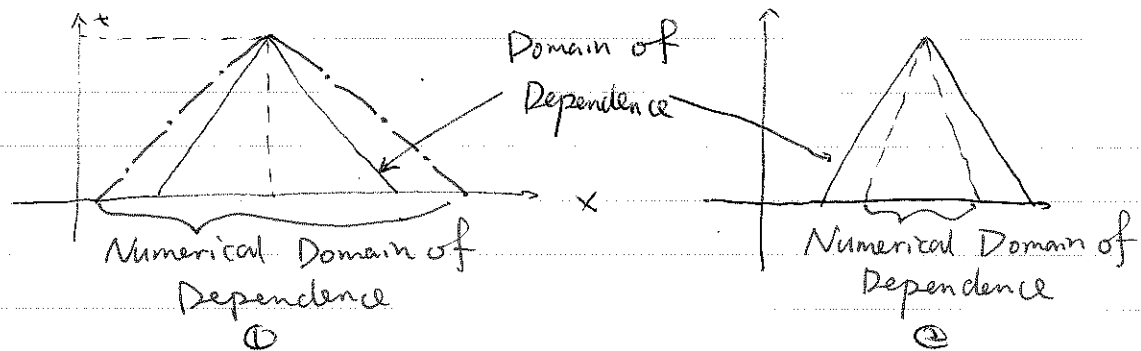 t
Domain of
Dependence
x
Numerical Domain of
Dependence
①
Numerical Domain of
Dependence
②